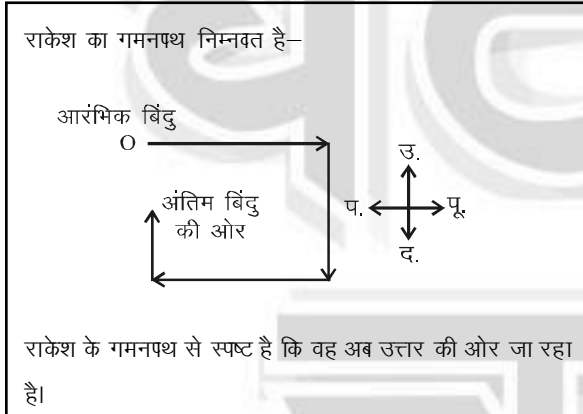 राकेश का गमनपथ निम्नवत है–
आरंभिक बिंदु
O
उ.
अंतिम बिंदु
प. पू.
की ओर
द.
राकेश के गमनपथ से स्पष्ट है कि वह अब उत्तर की ओर जा रहा
है।